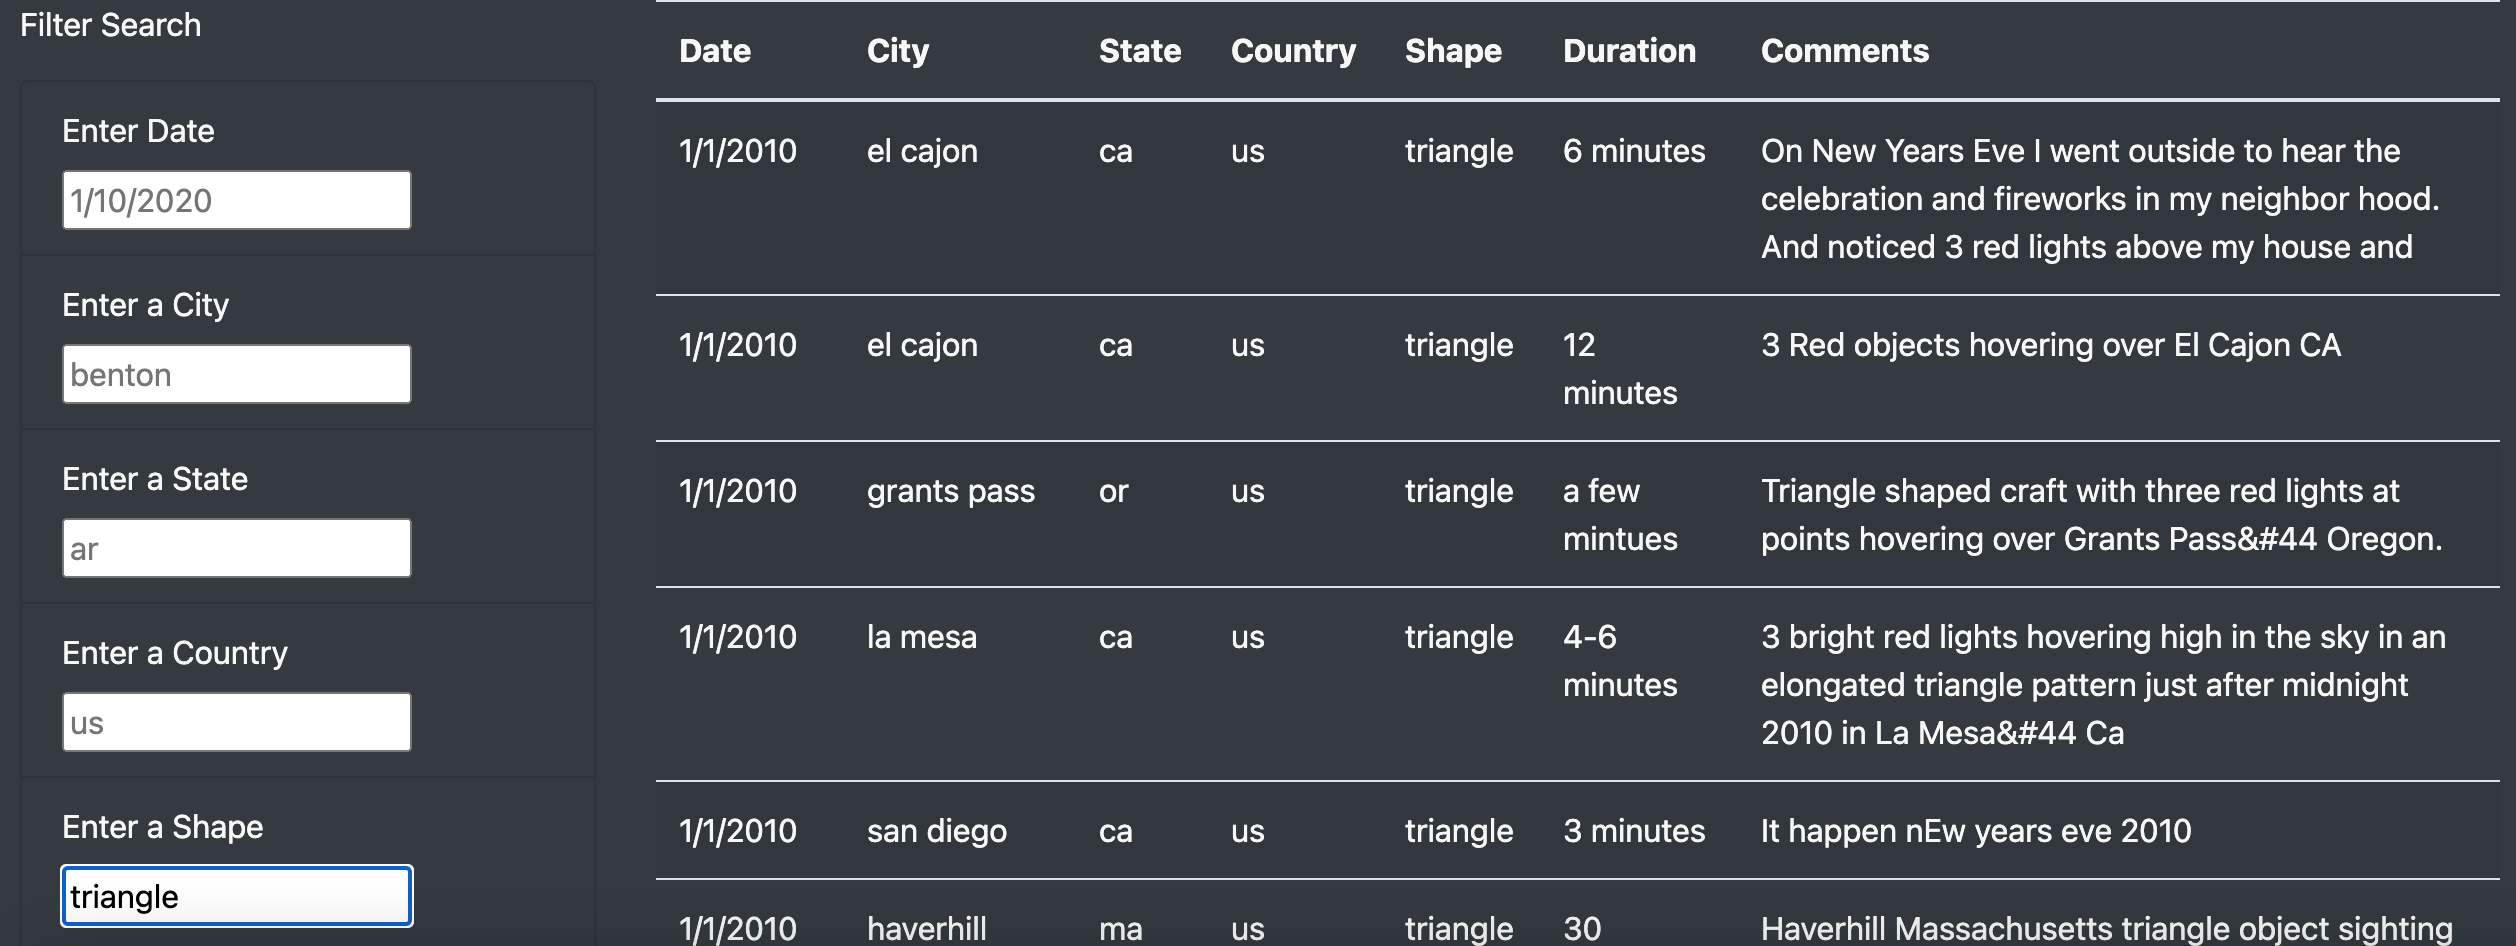 Filter Search
Enter Date
1/10/2020
Enter a City
benton
Enter a State
ar
Enter a Country
us
Enter a Shape
triangle
Date City State Country Shape Duration Comments
1/1/2010 el cajon ca us triangle 6 minutes On New Years Eve I went outside to hear the
celebration and fireworks in my neighbor hood.
And noticed 3 red lights above my house and
1/1/2010 el cajon ca us triangle 12 3 Red objects hovering over El Cajon CA
minutes
1/1/2010 grants pass or us triangle a few Triangle shaped craft with three red lights at
mintues points hovering over Grants Pass&#44 Oregon.
1/1/2010 la mesa ca us triangle 4-6 3 bright red lights hovering high in the sky in an
minutes elongated triangle pattern just after midnight
2010 in La Mesa&#44 Ca
1/1/2010 san diego ca us triangle 3 minutes It happen nEw years eve 2010
1/1/2010 haverhill ma us triangle 30 Haverhill Massachusetts triangle object sighting